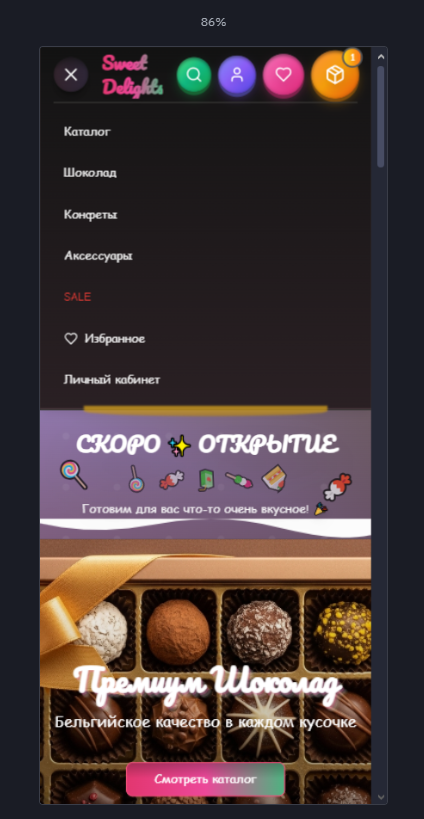 86%
Sweet
Delights
1
Каталог
Шоколад
Конфеты
Аксессуары
SALE
Избранное
Личный кабинет
СКОРО ✨ ОТКРЫТИЕ
Готовим для вас что-то очень вкусное! 🎉
Премиум Шоколад
Бельгийское качество в каждом кусочке
Смотреть каталог